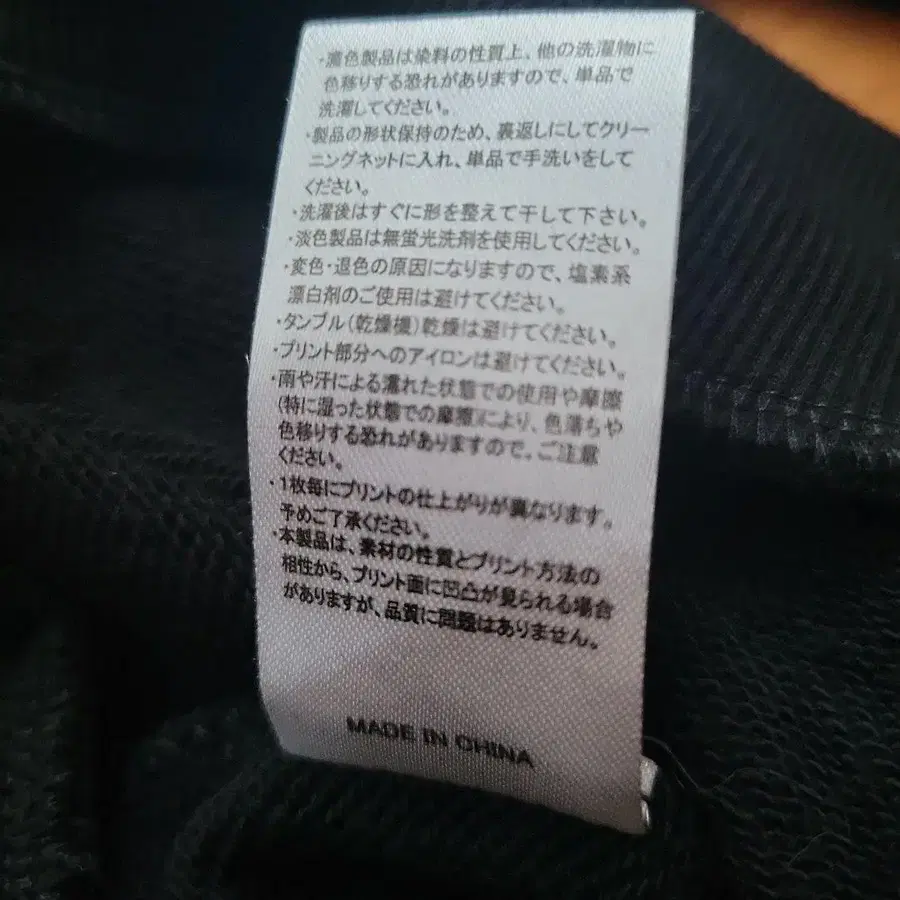 ・濃色製品は染料の性質上、他の洗濯物に
色移りする恐れがありますので、単品で
洗濯してください。
・製品の形状保持のため、裏返しにしてクリー
ニングネットに入れ、単品で手洗いをして
ください。
・洗濯後はすぐに形を整えて干して下さい。
・淡色製品は無蛍光洗剤を使用してください。
・変色・退色の原因になりますので、塩素系
漂白剤のご使用は避けてください。
・タンブル(乾燥機)乾燥は避けてください。
・プリント部分へのアイロンは避けてください。
・雨や汗による濡れた状態での使用や摩擦
(特に湿った状態での摩擦)により、色落ちや
色移りする恐れがありますので、ご注意
ください。
・1枚毎にプリントの仕上がりが異なります。
予めご了承ください。
・本製品は、素材の性質とプリント方法の
相性から、プリント面に凹凸が見られる場合
がありますが、品質に問題はありません。
MADE IN CHINA